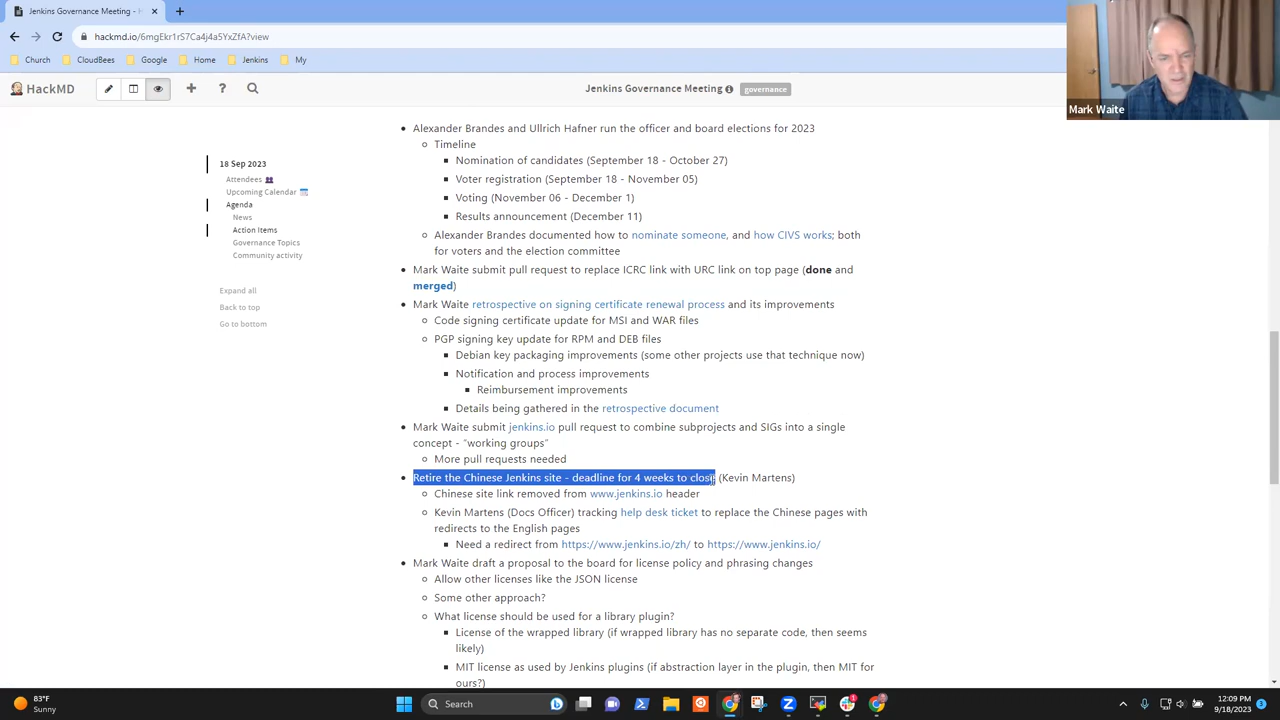 Jenkins Governance Meeting - H
hackmd.io/6mgEkr1rS7Ca4j4a5YxZfA?view
Church
CloudBees
Google
Home
Jenkins
My
HackMD
Jenkins Governance Meeting
governance
Mark Waite
18 Sep 2023
Attendees
Upcoming Calendar
Agenda
News
Action Items
Governance Topics
Community activity
Expand all
Back to top
Go to bottom
Alexander Brandes and Ullrich Hafner run the officer and board elections for 2023
Timeline
Nomination of candidates (September 18 - October 27)
Voter registration (September 18 - November 05)
Voting (November 06 - December 1)
Results announcement (December 11)
Alexander Brandes documented how to nominate someone, and how CIVS works; both
for voters and the election committee
Mark Waite submit pull request to replace ICRC link with URC link on top page (done and
merged)
Mark Waite retrospective on signing certificate renewal process and its improvements
Code signing certificate update for MSI and WAR files
PGP signing key update for RPM and DEB files
Debian key packaging improvements (some other projects use that technique now)
Notification and process improvements
Reimbursement improvements
Details being gathered in the retrospective document
Mark Waite submit jenkins.io pull request to combine subprojects and SIGs into a single
concept - “working groups”
More pull requests needed
Retire the Chinese Jenkins site - deadline for 4 weeks to close (Kevin Martens)
Chinese site link removed from www.jenkins.io header
Kevin Martens (Docs Officer) tracking help desk ticket to replace the Chinese pages with
redirects to the English pages
Need a redirect from https://www.jenkins.io/zh/ to https://www.jenkins.io/
Mark Waite draft a proposal to the board for license policy and phrasing changes
Allow other licenses like the JSON license
Some other approach?
What license should be used for a library plugin?
License of the wrapped library (if wrapped library has no separate code, then seems
likely)
MIT license as used by Jenkins plugins (if abstraction layer in the plugin, then MIT for
ours?)
83°F
Sunny
Search
12:09 PM
9/18/2023